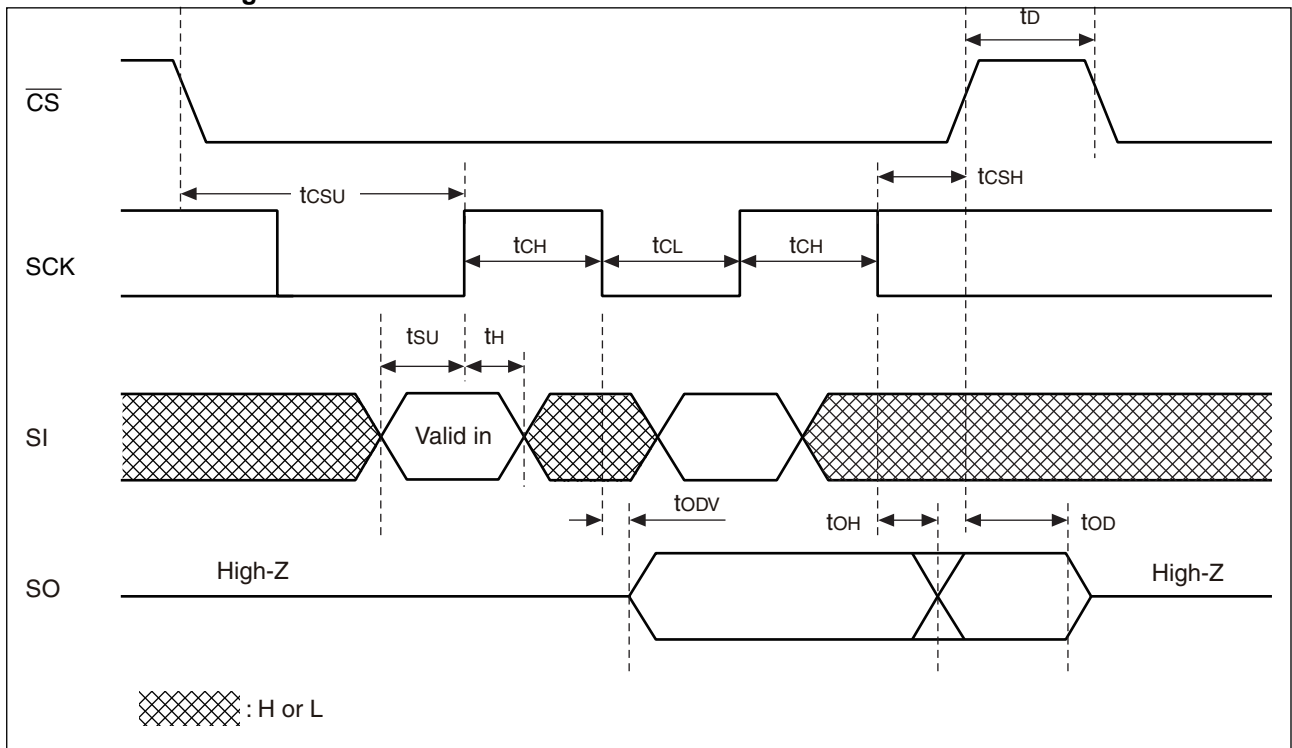 tD
CS
tCSU
tCSH
SCK
tCH
tCL
tCH
tSU
tH
SI
Valid in
tODV
tOH
tOD
SO
High-Z
High-Z
: H or L